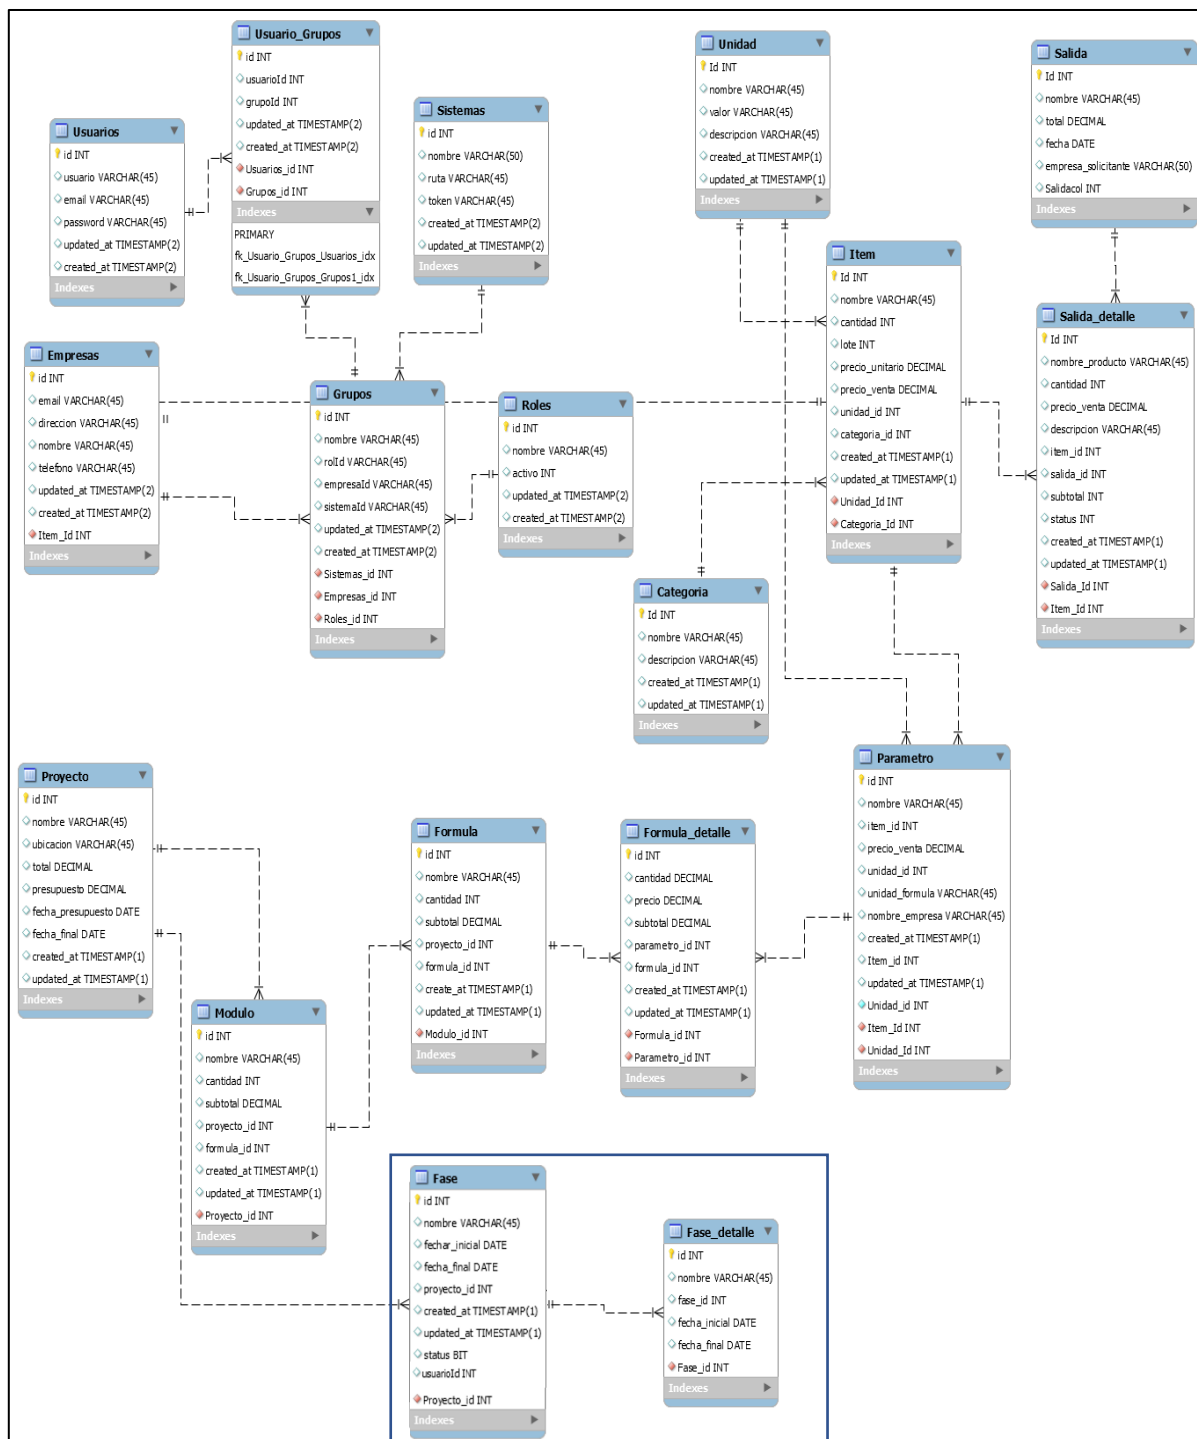 Usuario_Grupos
id INT
usuarioId INT
grupoId INT
updated_at TIMESTAMP(2)
created_at TIMESTAMP(2)
Usuarios_id INT
Grupos_id INT
Indexes
PRIMARY
fk_Usuario_Grupos_Usuarios_idx
fk_Usuario_Grupos_Grupos1_idx
Unidad
Id INT
nombre VARCHAR(45)
valor VARCHAR(45)
descripcion VARCHAR(45)
created_at TIMESTAMP(1)
updated_at TIMESTAMP(1)
Indexes
Salida
Id INT
nombre VARCHAR(45)
total DECIMAL
fecha DATE
empresa_solicitante VARCHAR(50)
Salidacol INT
Indexes
Sistemas
id INT
nombre VARCHAR(50)
ruta VARCHAR(45)
token VARCHAR(45)
created_at TIMESTAMP(2)
updated_at TIMESTAMP(2)
Indexes
Usuarios
id INT
usuario VARCHAR(45)
email VARCHAR(45)
password VARCHAR(45)
updated_at TIMESTAMP(2)
created_at TIMESTAMP(2)
Indexes
Item
Id INT
nombre VARCHAR(45)
cantidad INT
lote INT
precio_unitario DECIMAL
precio_venta DECIMAL
unidad_id INT
categoria_id INT
created_at TIMESTAMP(1)
updated_at TIMESTAMP(1)
Unidad_Id INT
Categoria_Id INT
Indexes
Salida_detalle
Id INT
nombre_producto VARCHAR(45)
cantidad INT
precio_venta DECIMAL
descripcion VARCHAR(45)
item_id INT
salida_id INT
subtotal INT
status INT
created_at TIMESTAMP(1)
updated_at TIMESTAMP(1)
Salida_Id INT
Item_Id INT
Indexes
Empresas
id INT
email VARCHAR(45)
direccion VARCHAR(45)
nombre VARCHAR(45)
telefono VARCHAR(45)
updated_at TIMESTAMP(2)
created_at TIMESTAMP(2)
Item_Id INT
Indexes
Grupos
id INT
nombre VARCHAR(45)
rolId VARCHAR(45)
empresaId VARCHAR(45)
sistemaId VARCHAR(45)
updated_at TIMESTAMP(2)
created_at TIMESTAMP(2)
Sistemas_id INT
Empresas_id INT
Roles_id INT
Indexes
Roles
id INT
nombre VARCHAR(45)
activo INT
updated_at TIMESTAMP(2)
created_at TIMESTAMP(2)
Indexes
Categoria
Id INT
nombre VARCHAR(45)
descripcion VARCHAR(45)
created_at TIMESTAMP(1)
updated_at TIMESTAMP(1)
Indexes
Parametro
id INT
nombre VARCHAR(45)
item_id INT
precio_venta DECIMAL
unidad_id INT
unidad_formula VARCHAR(45)
nombre_empresa VARCHAR(45)
created_at TIMESTAMP(1)
Item_id INT
updated_at TIMESTAMP(1)
Unidad_id INT
Item_Id INT
Unidad_Id INT
Indexes
Proyecto
id INT
nombre VARCHAR(45)
ubicacion VARCHAR(45)
total DECIMAL
presupuesto DECIMAL
fecha_presupuesto DATE
fecha_final DATE
created_at TIMESTAMP(1)
updated_at TIMESTAMP(1)
Indexes
Formula
id INT
nombre VARCHAR(45)
cantidad INT
subtotal DECIMAL
proyecto_id INT
formula_id INT
create_at TIMESTAMP(1)
updated_at TIMESTAMP(1)
Modulo_id INT
Indexes
Formula_detalle
id INT
cantidad DECIMAL
precio DECIMAL
subtotal DECIMAL
parametro_id INT
formula_id INT
created_at TIMESTAMP(1)
updated_at TIMESTAMP(1)
Formula_id INT
Parametro_id INT
Indexes
Modulo
id INT
nombre VARCHAR(45)
cantidad INT
subtotal DECIMAL
proyecto_id INT
formula_id INT
created_at TIMESTAMP(1)
updated_at TIMESTAMP(1)
Proyecto_id INT
Indexes
Fase
id INT
nombre VARCHAR(45)
fechar_inicial DATE
fecha_final DATE
proyecto_id INT
created_at TIMESTAMP(1)
updated_at TIMESTAMP(1)
status BIT
usuarioId INT
Proyecto_id INT
Indexes
Fase_detalle
id INT
nombre VARCHAR(45)
fase_id INT
fecha_inicial DATE
fecha_final DATE
Fase_id INT
Indexes